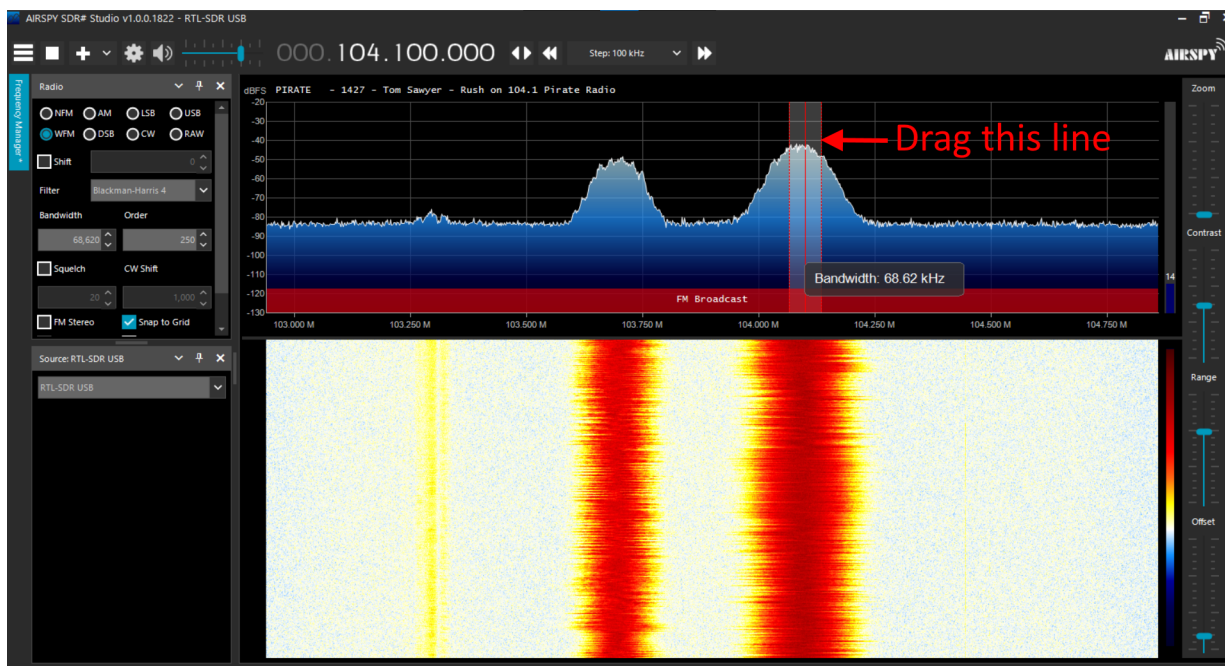 AIRSPY SDR# Studio v1.0.0.1822 - RTL-SDR USB
000.104.100.000
Step: 100 kHz
AIRSPY
Frequency Manager *
Radio
NFM AM LSB USB
WFM DSB CW RAW
Shift 0
Filter Blackman-Harris 4
Bandwidth Order
68,620 250
Squelch CW Shift
20 1,000
FM Stereo Snap to Grid
Source: RTL-SDR USB
RTL-SDR USB
dBFS PIRATE - 1427 - Tom Sawyer - Rush on 104.1 Pirate Radio
-20
-30
-40
-50
-60
-70
-80
-90
-100
-110
-120
-130
Drag this line
Bandwidth: 68.62 kHz
14
FM Broadcast
103.000 M 103.250 M 103.500 M 103.750 M 104.000 M 104.250 M 104.500 M 104.750 M
Zoom
Contrast
Range
Offset